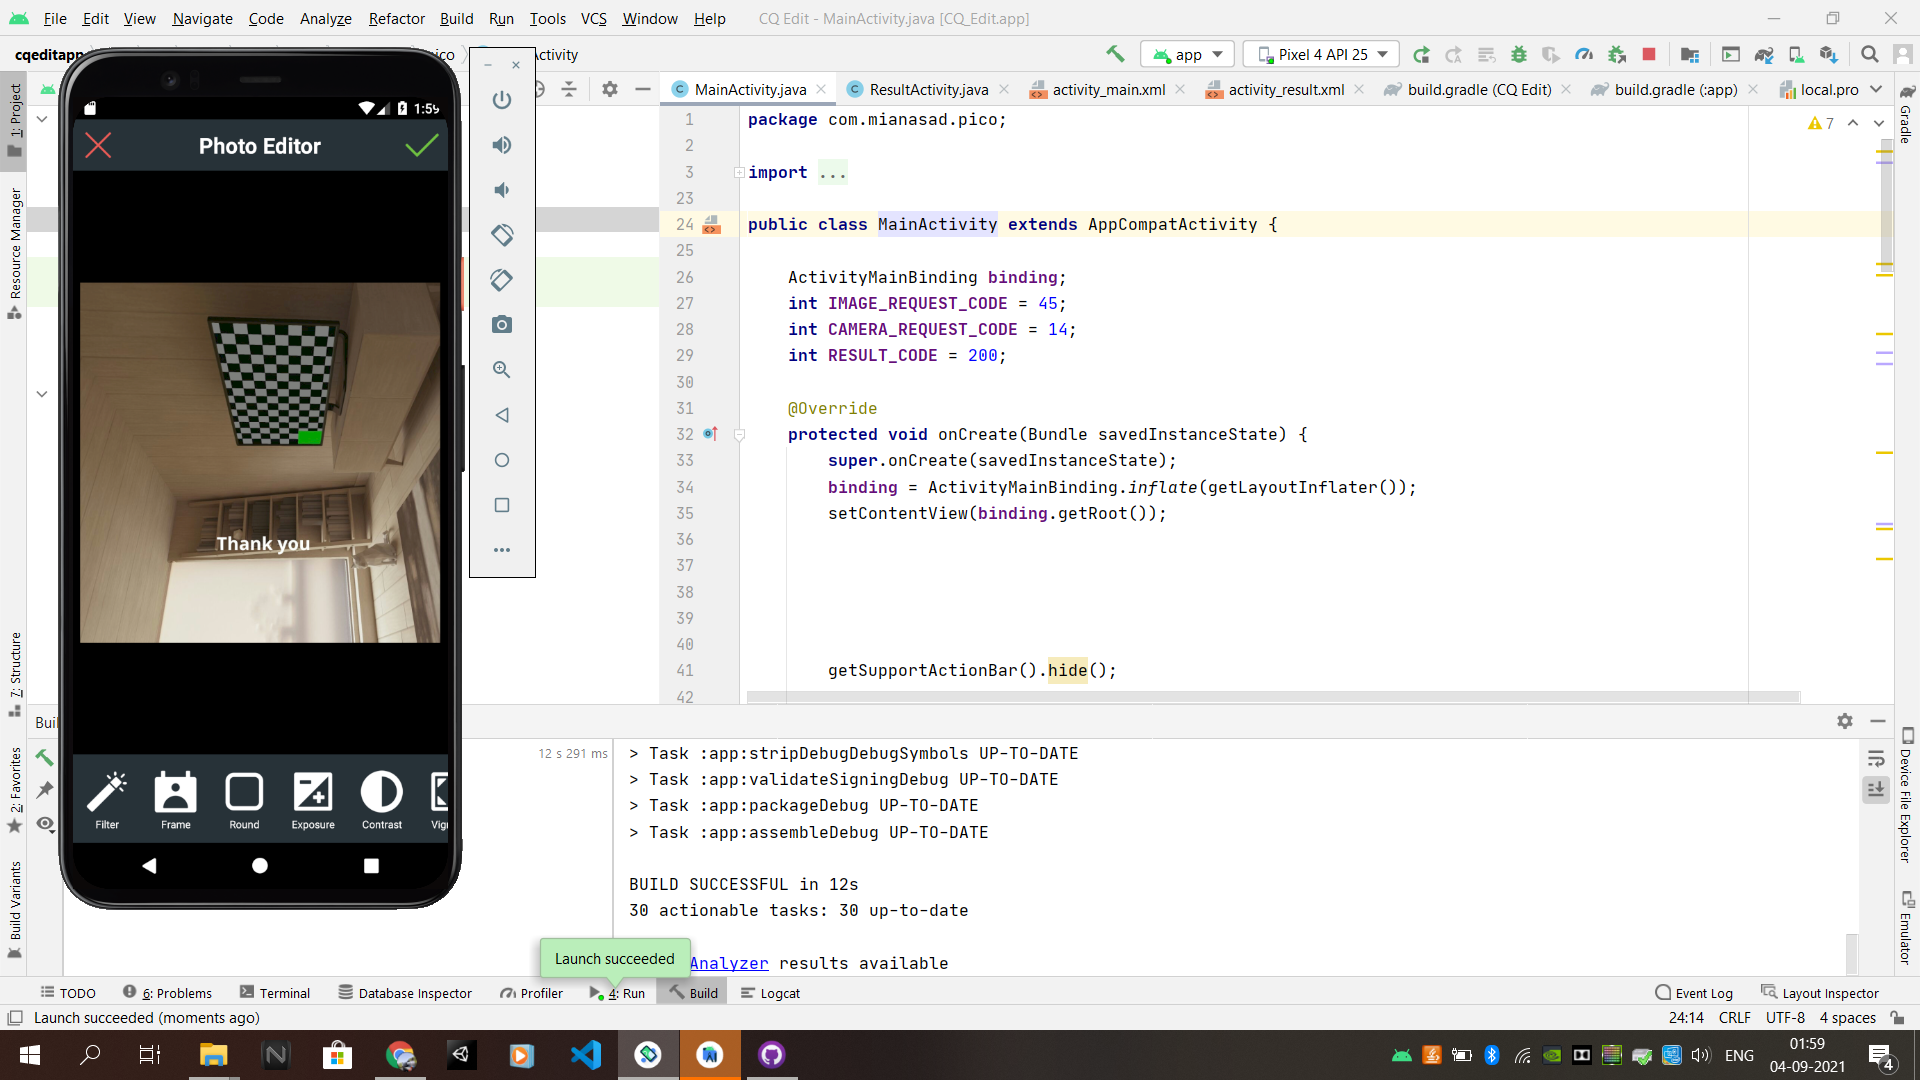 File Edit View Navigate Code Analyze Refactor Build Run Tools VCS Window Help CQ Edit - MainActivity.java [CQ_Edit.app]
cqeditapp ico Activity app Pixel 4 API 25
1: Project
Resource Manager
7: Structure
2: Favorites
Build Variants
1:59
Photo Editor
Thank you
Filter Frame Round Exposure Contrast Vign
MainActivity.java ResultActivity.java activity_main.xml activity_result.xml build.gradle (CQ Edit) build.gradle (:app) local.pro
7
1 package com.mianasad.pico;
2
3 import ...
23
24 public class MainActivity extends AppCompatActivity {
25
26 ActivityMainBinding binding;
27 int IMAGE_REQUEST_CODE = 45;
28 int CAMERA_REQUEST_CODE = 14;
29 int RESULT_CODE = 200;
30
31 @Override
32 protected void onCreate(Bundle savedInstanceState) {
33 super.onCreate(savedInstanceState);
34 binding = ActivityMainBinding.inflate(getLayoutInflater());
35 setContentView(binding.getRoot());
36
37
38
39
40
41 getSupportActionBar().hide();
42
Gradle
Device File Explorer
Emulator
Buil
12 s 291 ms
> Task :app:stripDebugDebugSymbols UP-TO-DATE
> Task :app:validateSigningDebug UP-TO-DATE
> Task :app:packageDebug UP-TO-DATE
> Task :app:assembleDebug UP-TO-DATE
BUILD SUCCESSFUL in 12s
30 actionable tasks: 30 up-to-date
Analyzer results available
Launch succeeded
TODO 6: Problems Terminal Database Inspector Profiler 4: Run Build Logcat Event Log Layout Inspector
Launch succeeded (moments ago) 24:14 CRLF UTF-8 4 spaces
ENG 01:59
04-09-2021
4